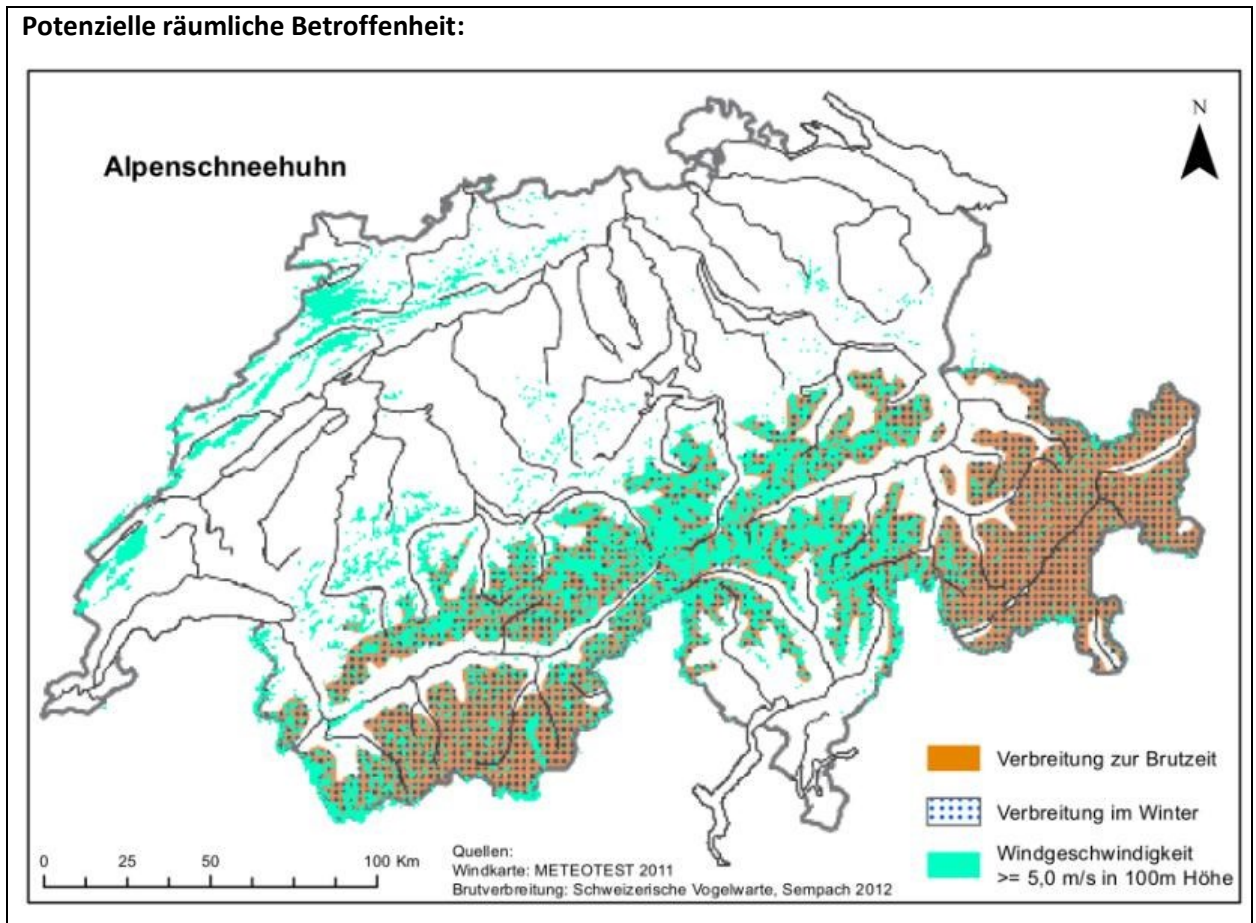 Potenzielle räumliche Betroffenheit:
Alpenschneehuhn
N
Verbreitung zur Brutzeit
Verbreitung im Winter
Windgeschwindigkeit
>= 5,0 m/s in 100m Höhe
0 25 50 100 Km
Quellen:
Windkarte: METEOTEST 2011
Brutverbreitung: Schweizerische Vogelwarte, Sempach 2012